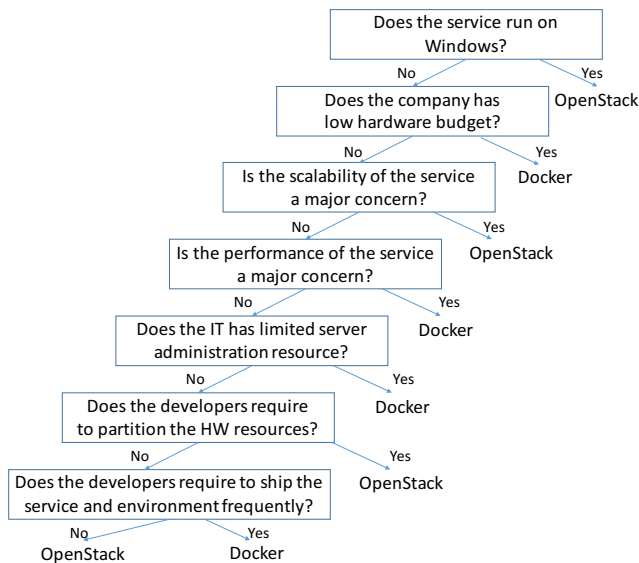 Does the service run on
Windows?
No
Yes
OpenStack
Does the company has
low hardware budget?
No
Yes
Docker
Is the scalability of the service
a major concern?
No
Yes
OpenStack
Is the performance of the service
a major concern?
No
Yes
Docker
Does the IT has limited server
administration resource?
No
Yes
Docker
Does the developers require
to partition the HW resources?
No
Yes
OpenStack
Does the developers require to ship the
service and environment frequently?
No
Yes
OpenStack
Docker